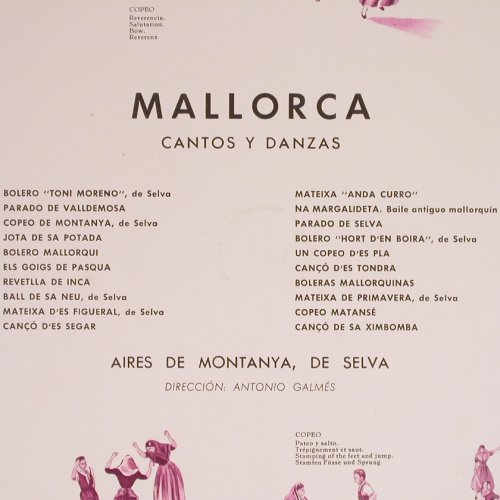 COPEO
Reverencia.
Salutation.
Bow.
Reverenz
MALLORCA
CANTOS Y DANZAS
BOLERO "TONI MORENO", de Selva
PARADO DE VALLDEMOSA
COPEO DE MONTANYA, de Selva
JOTA DE SA POTADA
BOLERO MALLORQUI
ELS GOIGS DE PASQUA
REVETLLA DE INCA
BALL DE SA NEU, de Selva
MATEIXA D'ES FIGUERAL, de Selva
CANÇÓ D'ES SEGAR
MATEIXA "ANDA CURRO"
NA MARGALIDETA. Baile antiguo mallorquín
PARADO DE SELVA
BOLERO "HORT D'EN BOIRA", de Selva
UN COPEO D'ES PLA
CANÇÓ D'ES TONDRA
BOLERAS MALLORQUINAS
MATEIXA DE PRIMAVERA, de Selva
COPEO MATANSÉ
CANÇÓ DE SA XIMBOMBA
AIRES DE MONTANYA, DE SELVA
DIRECCIÓN: ANTONIO GALMÉS
COPEO
Pateo y salto.
Trépignement et saut.
Stamping of the feet and jump.
Stamfen Füsse und Sprung.